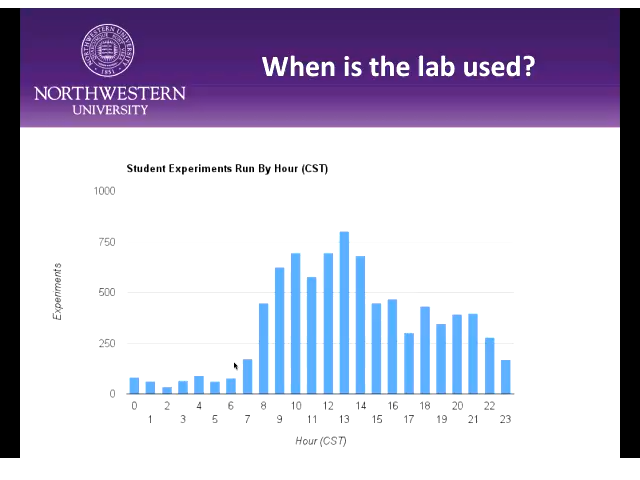 When is the lab used?
NORTHWESTERN
UNIVERSITY
Student Experiments Run By Hour (CST)
1000
750
500
250
0
Experiments
0 2 4 6 8 10 12 14 16 18 20 22
1 3 5 7 9 11 13 15 17 19 21 23
Hour (CST)